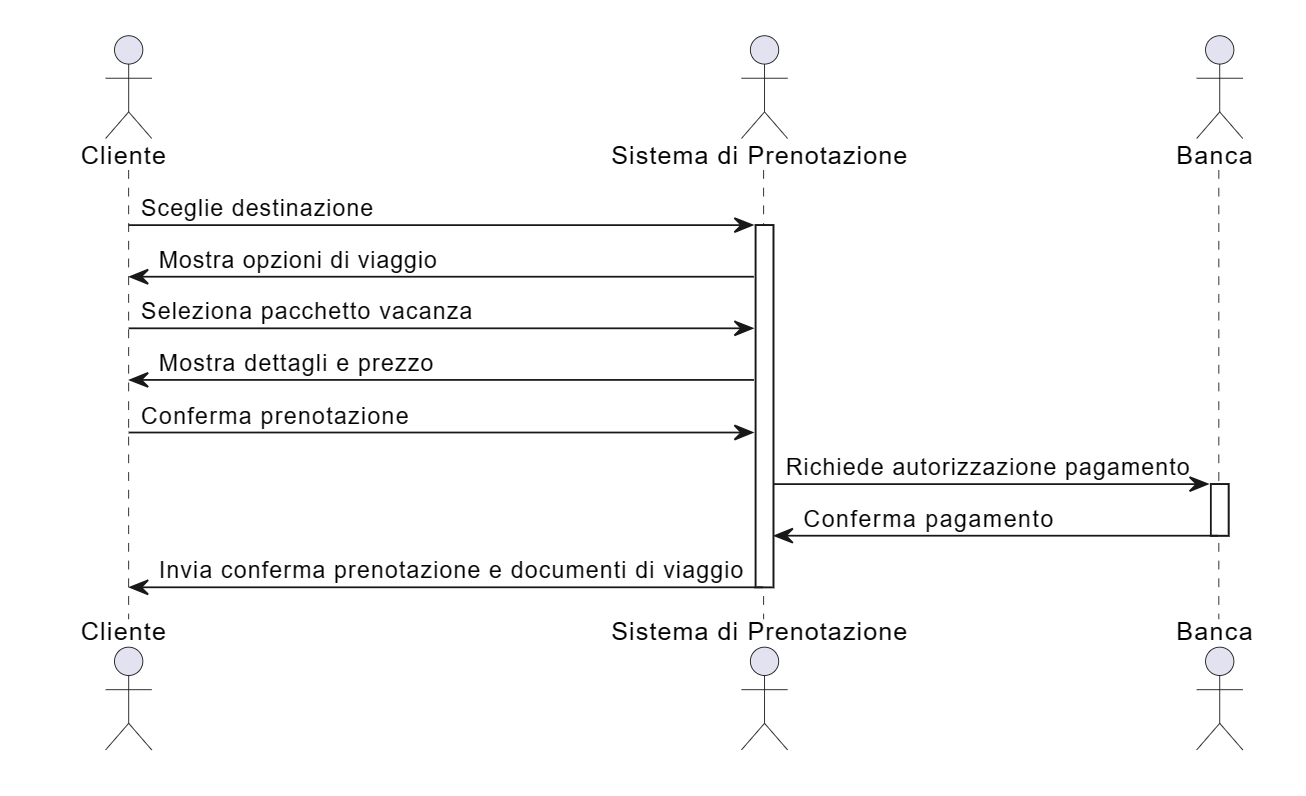 Cliente
Sistema di Prenotazione
Banca
Sceglie destinazione
Mostra opzioni di viaggio
Seleziona pacchetto vacanza
Mostra dettagli e prezzo
Conferma prenotazione
Richiede autorizzazione pagamento
Conferma pagamento
Invia conferma prenotazione e documenti di viaggio
Cliente
Sistema di Prenotazione
Banca